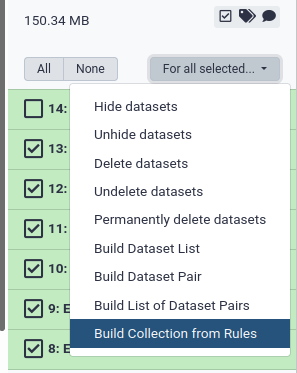 150.34 MB
All None For all selected...
14:
Hide datasets
Unhide datasets
13:
Delete datasets
12:
Undelete datasets
Permanently delete datasets
11:
Build Dataset List
10:
Build Dataset Pair
9: E
Build List of Dataset Pairs
Build Collection from Rules
8: E